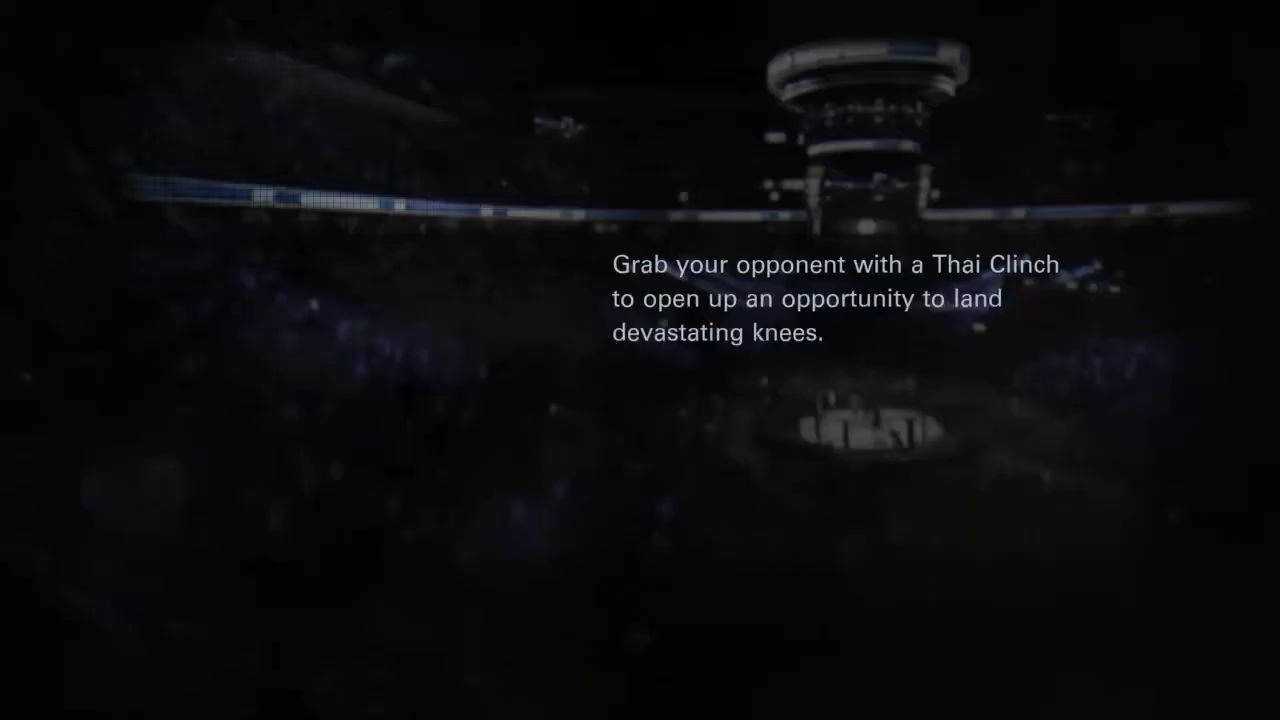 Grab your opponent with a Thai Clinch
to open up an opportunity to land
devastating knees.